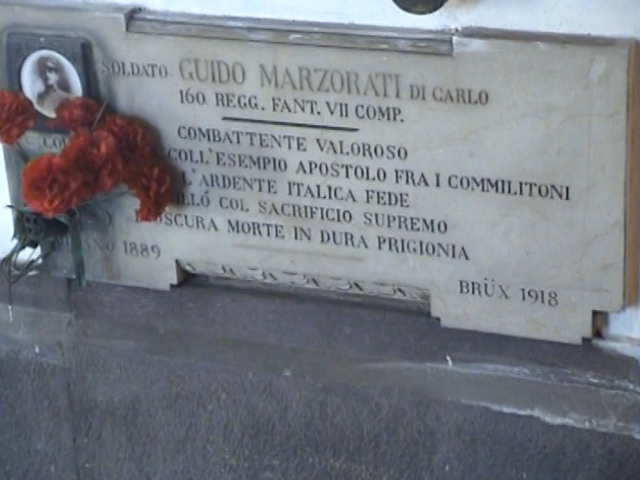 SOLDATO GUIDO MARZORATI DI CARLO
160 REGG. FANT. VII COMP.
COMBATTENTE VALOROSO
COLL'ESEMPIO APOSTOLO FRA I COMMILITONI
ARDENTE ITALICA FEDE
COL SACRIFICIO SUPREMO
OSCURA MORTE IN DURA PRIGIONIA
1889
BRÜX 1918